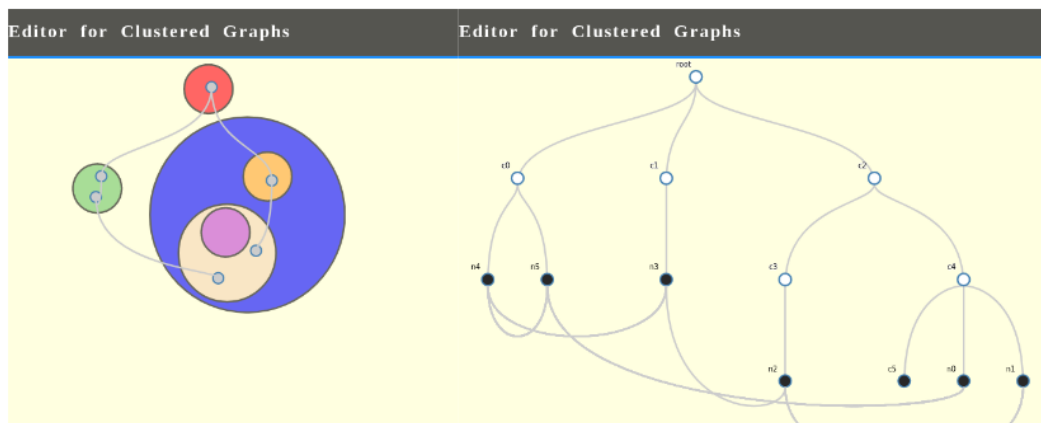 Editor for Clustered Graphs
Editor for Clustered Graphs
root
c0
c1
c2
n4
n5
n3
c3
c4
n2
c5
n0
n1